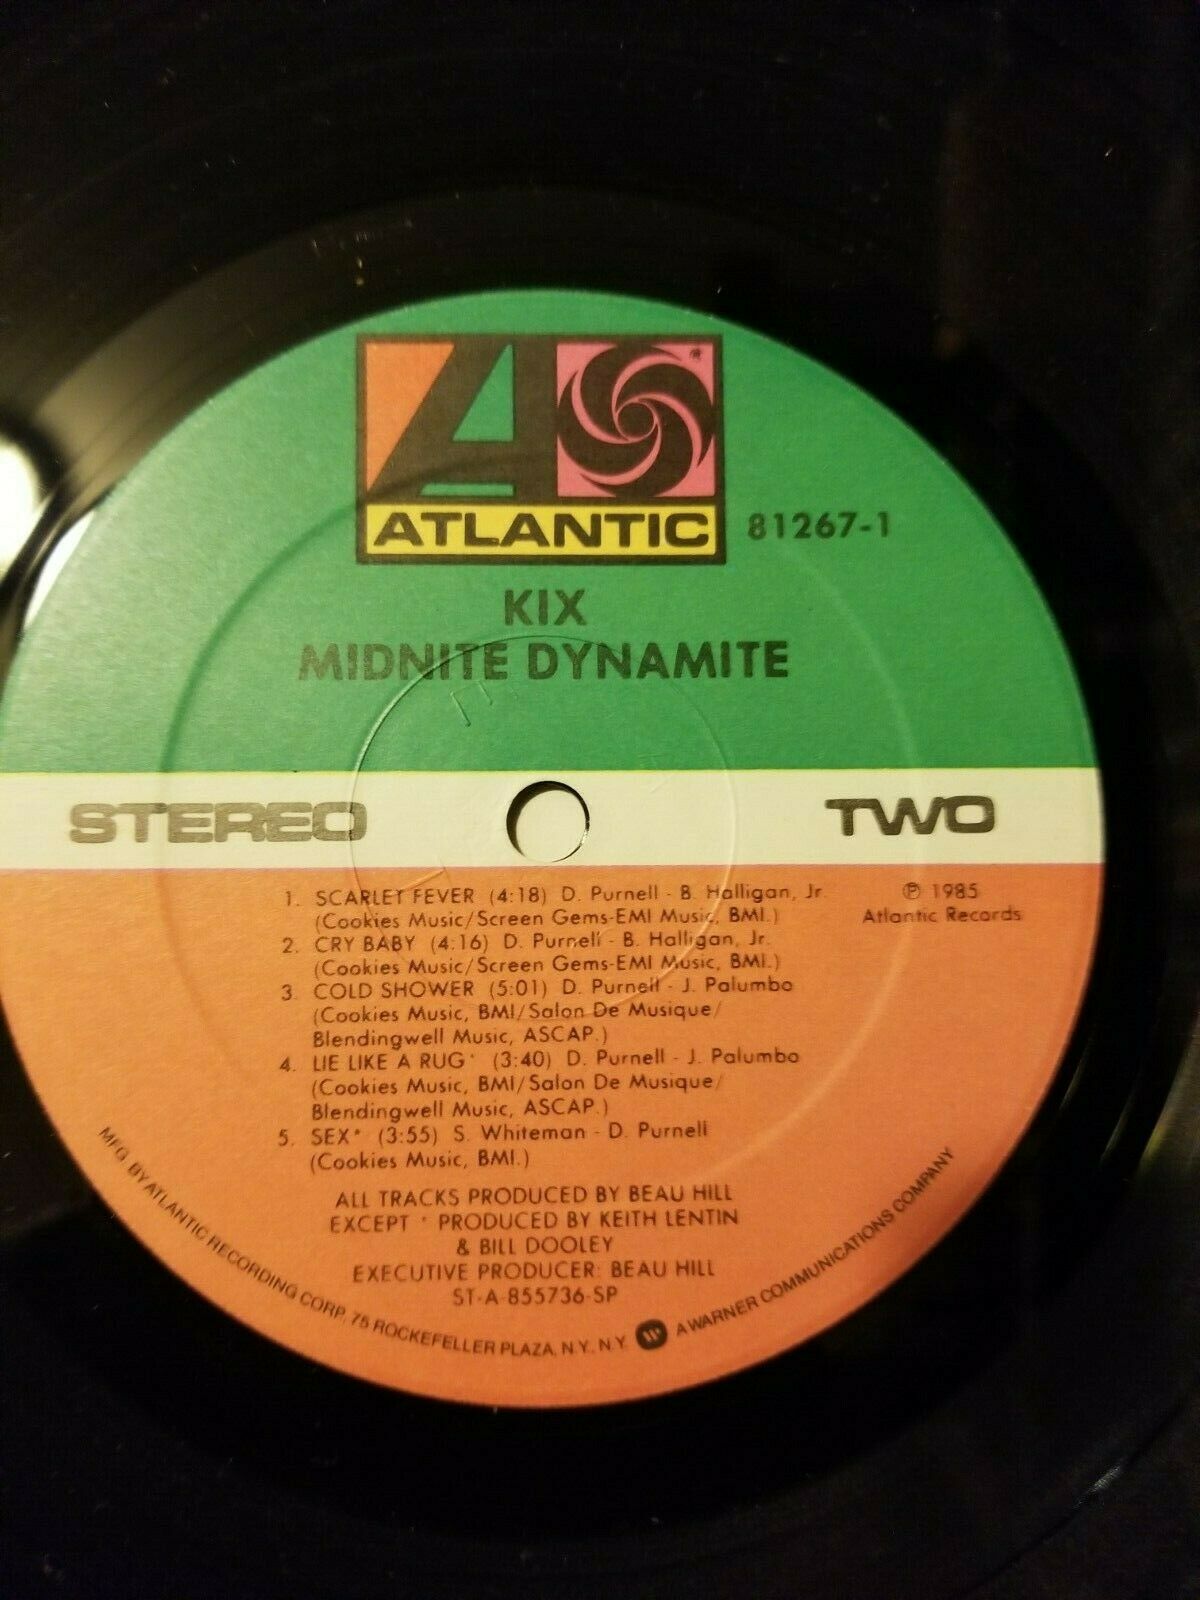 ATLANTIC
81267-1
KIX
MIDNITE DYNAMITE
STEREO
TWO
1. SCARLET FEVER (4:18) D. Purnell - B. Halligan, Jr.
(Cookies Music/Screen Gems-EMI Music, BMI.)
2. CRY BABY (4:16) D. Purnell - B. Halligan, Jr.
(Cookies Music/Screen Gems-EMI Music, BMI.)
3. COLD SHOWER (5:01) D. Purnell - J. Palumbo
(Cookies Music, BMI/Salon De Musique/
Blendingwell Music, ASCAP.)
4. LIE LIKE A RUG* (3:40) D. Purnell - J. Palumbo
(Cookies Music, BMI/Salon De Musique/
Blendingwell Music, ASCAP.)
5. SEX* (3:55) S. Whiteman - D. Purnell
(Cookies Music, BMI.)
℗ 1985
Atlantic Records
ALL TRACKS PRODUCED BY BEAU HILL
EXCEPT * PRODUCED BY KEITH LENTIN
& BILL DOOLEY
EXECUTIVE PRODUCER: BEAU HILL
ST-A-855736-SP
MFG. BY ATLANTIC RECORDING CORP., 75 ROCKEFELLER PLAZA, N.Y., N.Y. A WARNER COMMUNICATIONS COMPANY